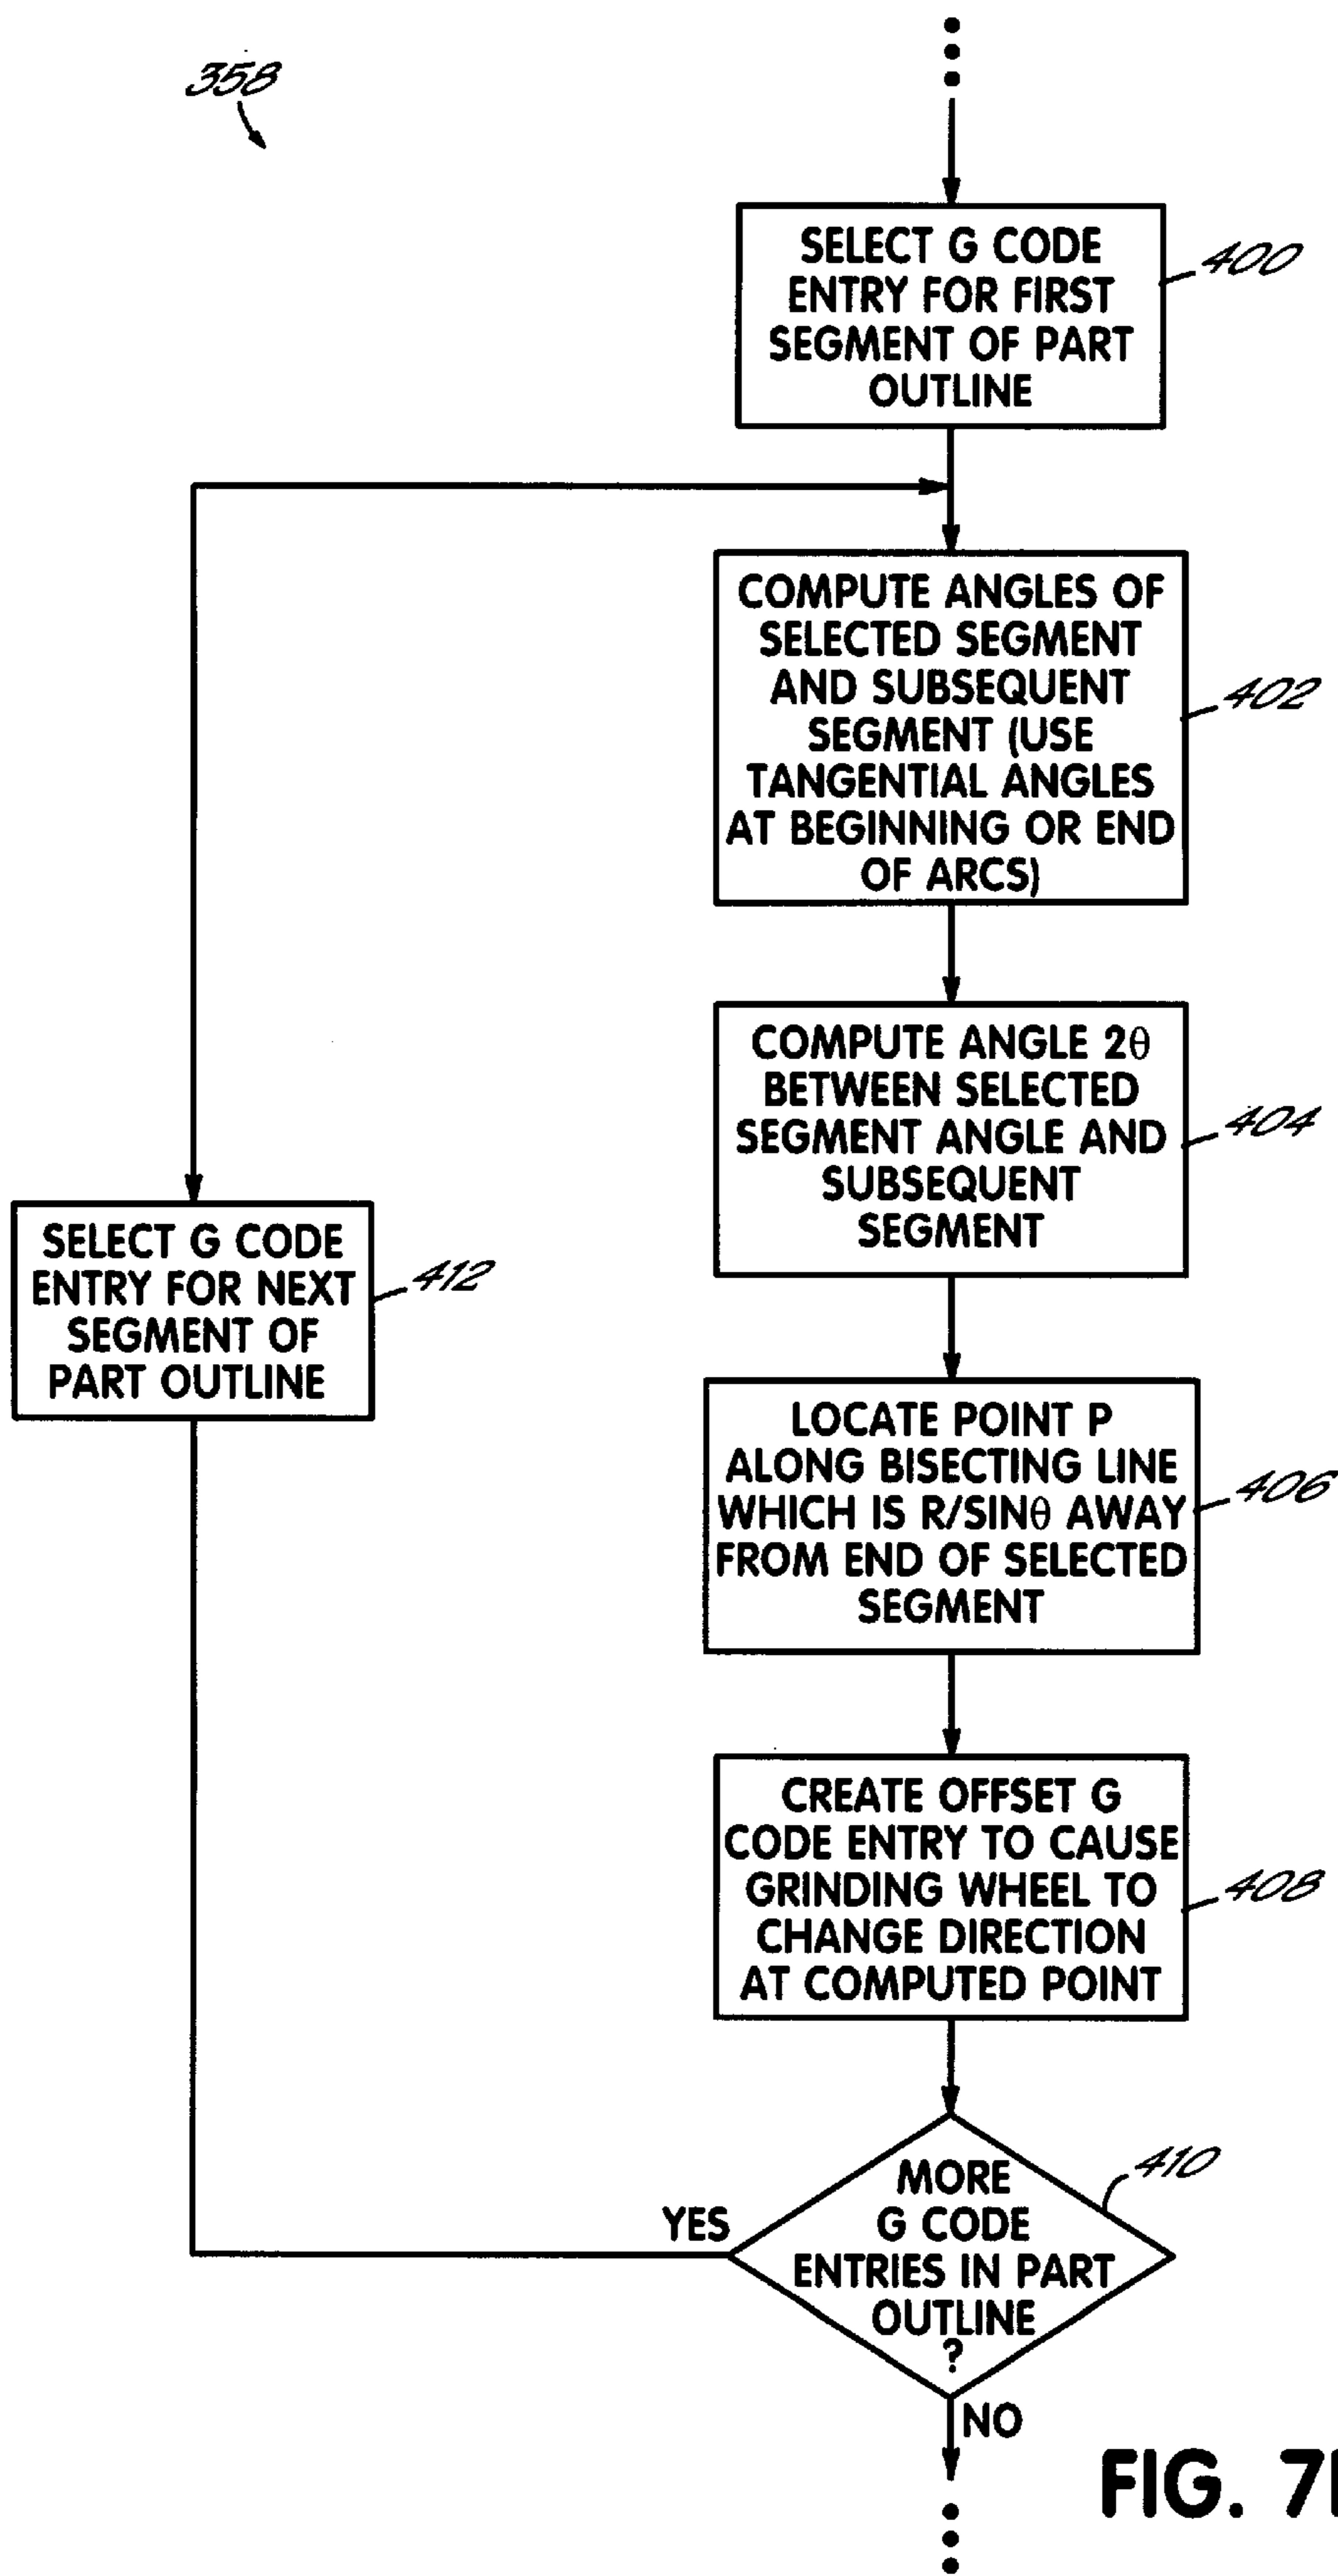 358
SELECT G CODE
ENTRY FOR FIRST
SEGMENT OF PART
OUTLINE
400
COMPUTE ANGLES OF
SELECTED SEGMENT
AND SUBSEQUENT
SEGMENT (USE
TANGENTIAL ANGLES
AT BEGINNING OR END
OF ARCS)
402
COMPUTE ANGLE 2θ
BETWEEN SELECTED
SEGMENT ANGLE AND
SUBSEQUENT
SEGMENT
404
SELECT G CODE
ENTRY FOR NEXT
SEGMENT OF
PART OUTLINE
412
LOCATE POINT P
ALONG BISECTING LINE
WHICH IS R/SINθ AWAY
FROM END OF SELECTED
SEGMENT
406
CREATE OFFSET G
CODE ENTRY TO CAUSE
GRINDING WHEEL TO
CHANGE DIRECTION
AT COMPUTED POINT
408
MORE
G CODE
ENTRIES IN PART
OUTLINE
?
410
YES
NO
FIG. 7